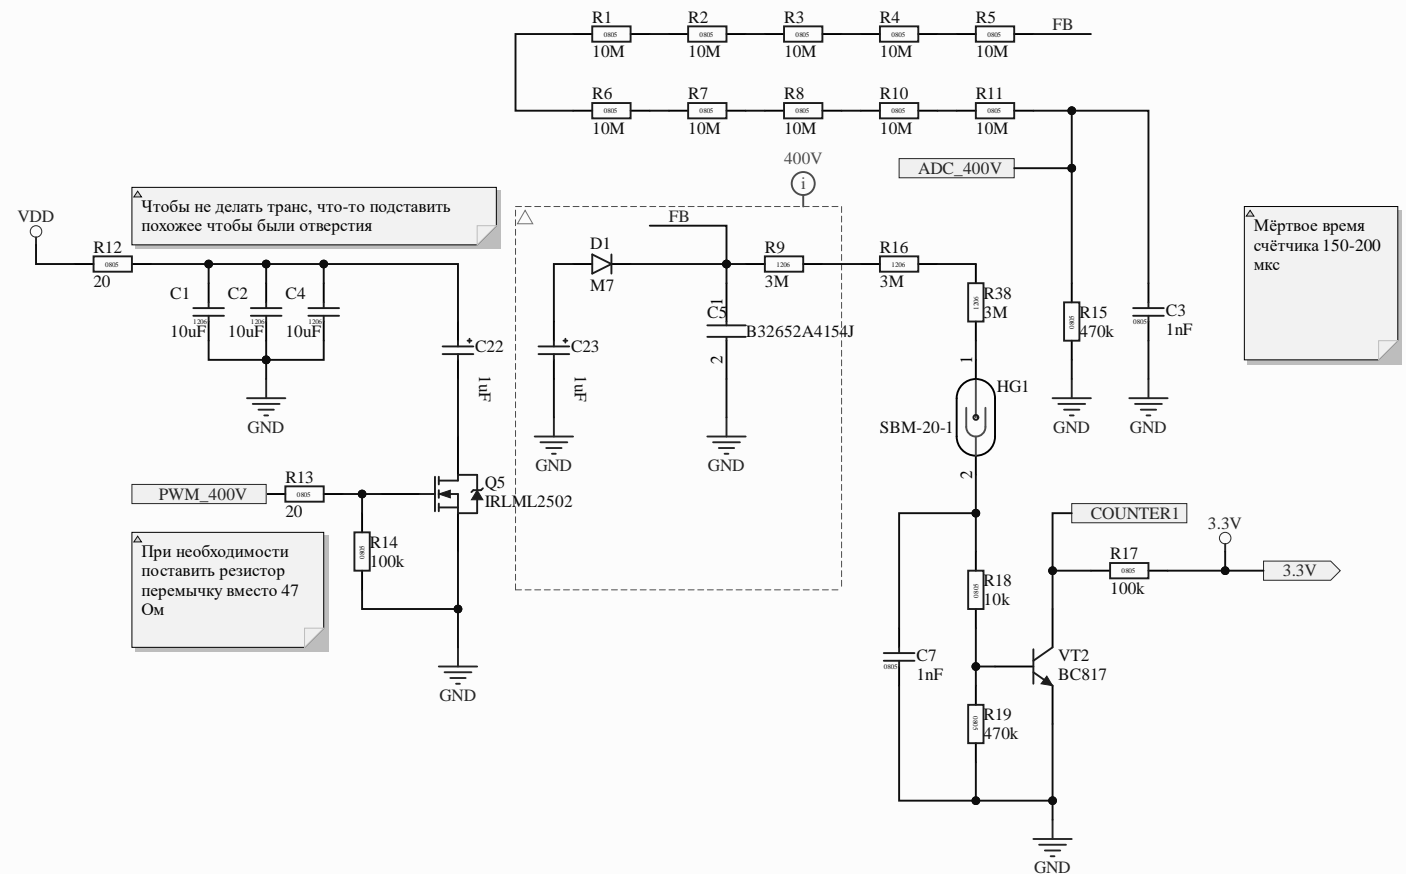 R1 R2 R3 R4 R5 FB
0805 0805 0805 0805 0805
10M 10M 10M 10M 10M
R6 R7 R8 R10 R11
0805 0805 0805 0805 0805
10M 10M 10M 10M 10M
400V
i
ADC_400V
Чтобы не делать транс, что-то подставить
похожее чтобы были отверстия
VDD
R12
0805
20
C1 C2 C4
1206 1206 1206
10uF 10uF 10uF
GND
C22
1uF
FB
D1
M7
R9
1206
3M
C23
1uF
GND
1
C5
B32652A4154J
2
GND
R16
1206
3M
R38
1206
3M
1
HG1
SBM-20-1
2
R15
0805
470k
GND
C3
0805
1nF
GND
Мёртвое время
счётчика 150-200
мкс
PWM_400V
R13
0805
20
Q5
IRLML2502
R14
0805
100k
GND
При необходимости
поставить резистор
перемычку вместо 47
Ом
COUNTER1
R17
0805
100k
3.3V
3.3V
R18
0805
10k
C7
0805
1nF
VT2
BC817
R19
0805
470k
GND